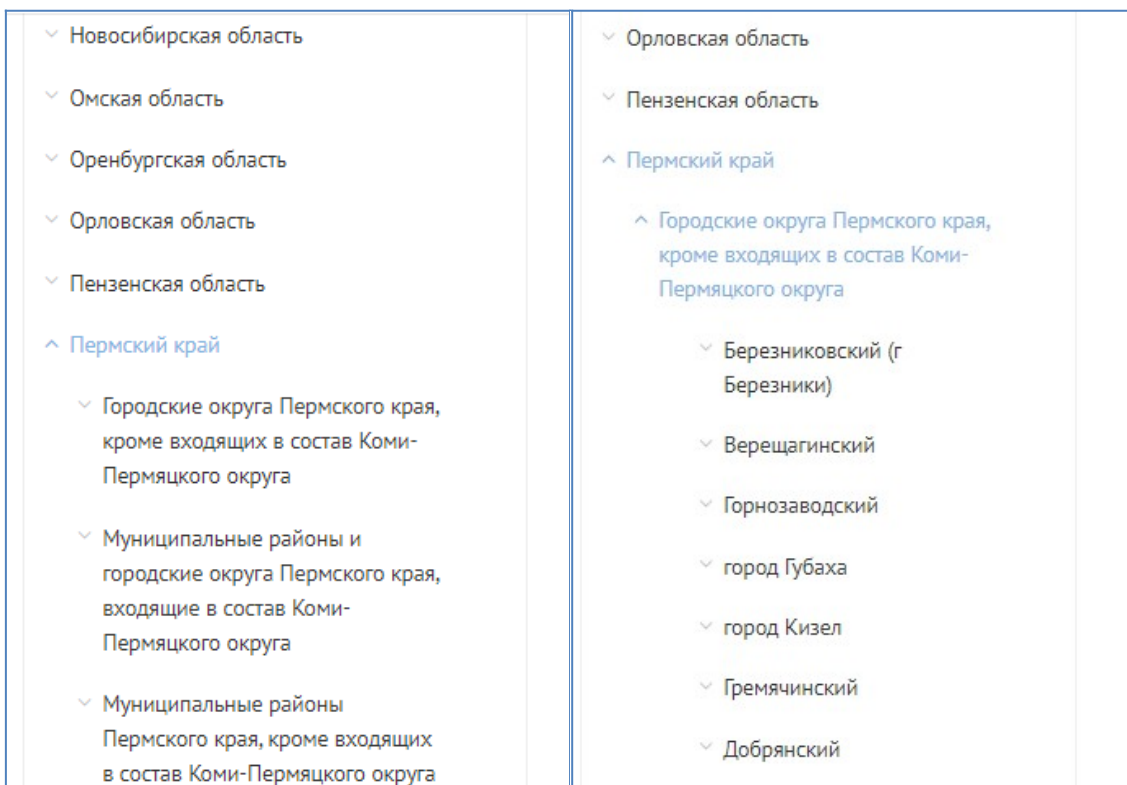 Новосибирская область
Омская область
Оренбургская область
Орловская область
Пензенская область
Пермский край
Городские округа Пермского края,
кроме входящих в состав Коми-
Пермяцкого округа
Муниципальные районы и
городские округа Пермского края,
входящие в состав Коми-
Пермяцкого округа
Муниципальные районы
Пермского края, кроме входящих
в состав Коми-Пермяцкого округа
Орловская область
Пензенская область
Пермский край
Городские округа Пермского края,
кроме входящих в состав Коми-
Пермяцкого округа
Березниковский (г
Березники)
Верещагинский
Горнозаводский
город Губаха
город Кизел
Гремячинский
Добрянский